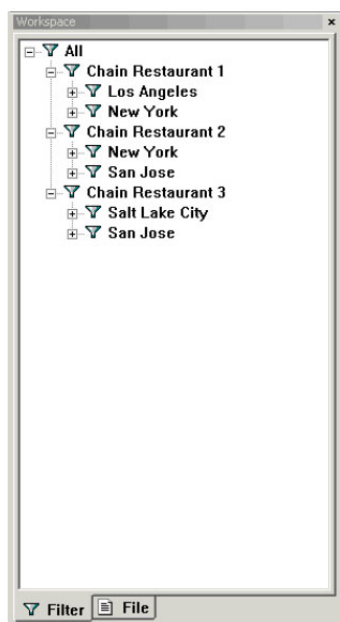 Workspace
All
Chain Restaurant 1
Los Angeles
New York
Chain Restaurant 2
New York
San Jose
Chain Restaurant 3
Salt Lake City
San Jose
Filter File